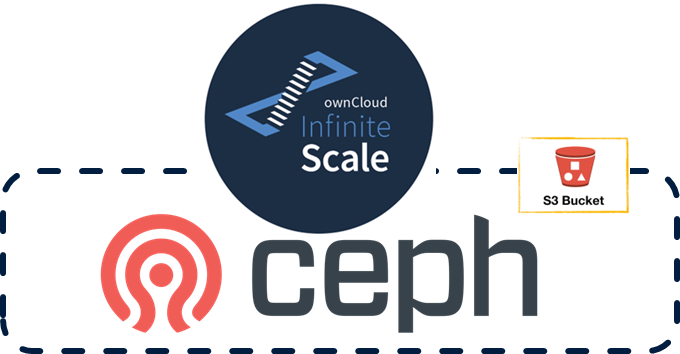 ownCloud
Infinite
Scale
S3 Bucket
ceph